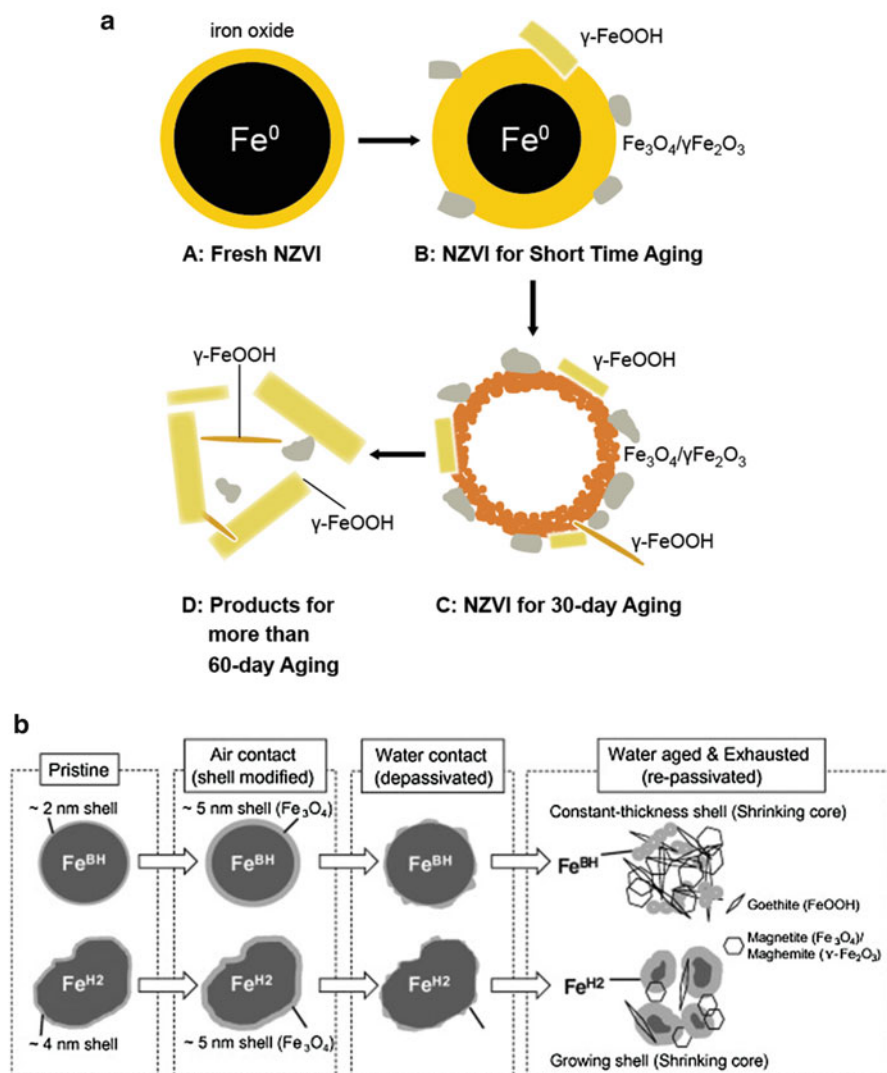 a
iron oxide
Fe⁰
A: Fresh NZVI
γ-FeOOH
Fe⁰
Fe₃O₄/γFe₂O₃
B: NZVI for Short Time Aging
γ-FeOOH
Fe₃O₄/γFe₂O₃
γ-FeOOH
C: NZVI for 30-day Aging
γ-FeOOH
γ-FeOOH
D: Products for
more than
60-day Aging
b
Pristine
Air contact
(shell modified)
Water contact
(depassivated)
Water aged & Exhausted
(re-passivated)
~ 2 nm shell
~ 5 nm shell (Fe₃O₄)
Constant-thickness shell (Shrinking core)
Feᴮᴴ
Feᴮᴴ
Feᴮᴴ
Feᴮᴴ
Goethite (FeOOH)
Magnetite (Fe₃O₄)/
Maghemite (γ-Fe₂O₃)
Feᴴ²
Feᴴ²
Feᴴ²
Feᴴ²
~ 4 nm shell
~ 5 nm shell (Fe₃O₄)
Growing shell (Shrinking core)